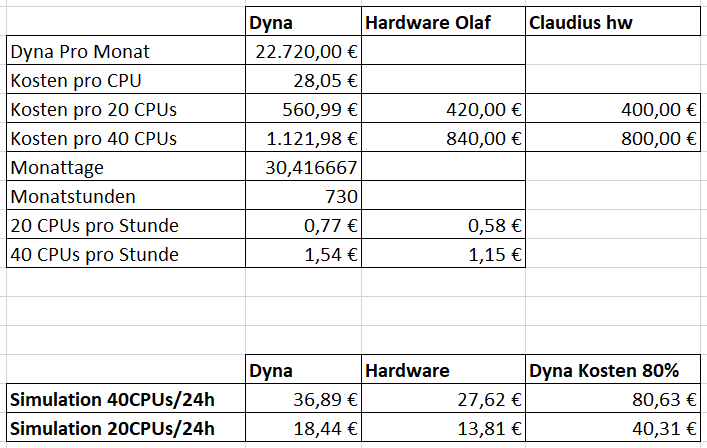 Dyna Hardware Olaf Claudius hw
Dyna Pro Monat 22.720,00 €
Kosten pro CPU 28,05 €
Kosten pro 20 CPUs 560,99 € 420,00 € 400,00 €
Kosten pro 40 CPUs 1.121,98 € 840,00 € 800,00 €
Monattage 30,416667
Monatstunden 730
20 CPUs pro Stunde 0,77 € 0,58 €
40 CPUs pro Stunde 1,54 € 1,15 €
Dyna Hardware Dyna Kosten 80%
Simulation 40CPUs/24h 36,89 € 27,62 € 80,63 €
Simulation 20CPUs/24h 18,44 € 13,81 € 40,31 €